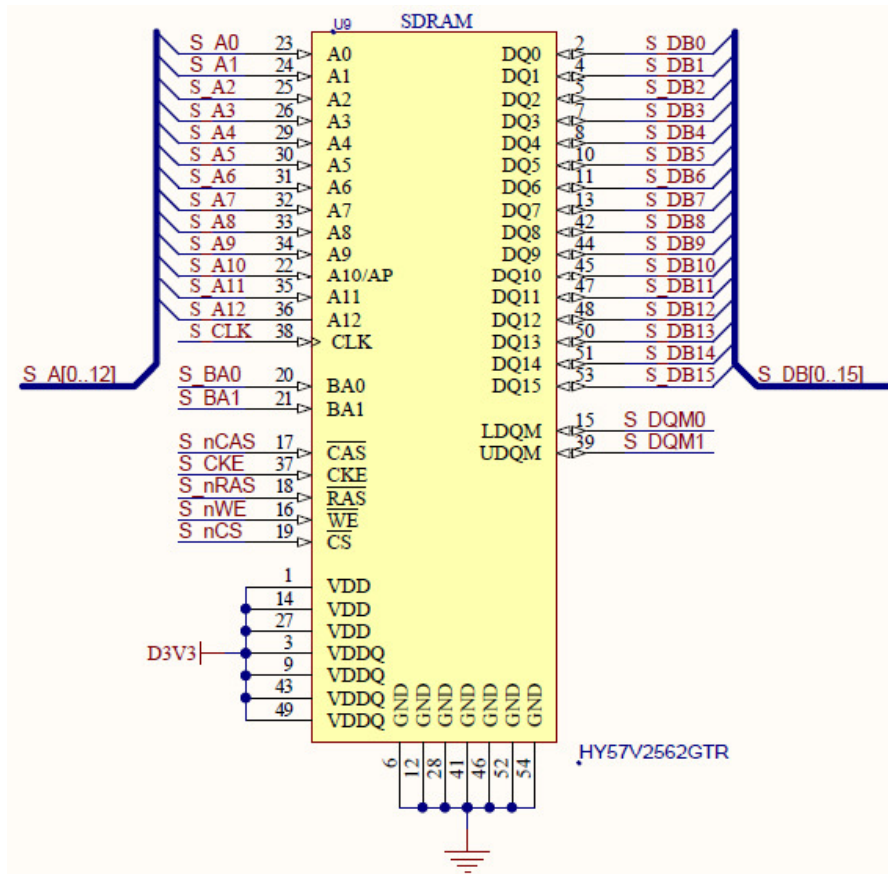 U9 SDRAM
S_A0 23 A0 DQ0 2 S_DB0
S_A1 24 A1 DQ1 4 S_DB1
S_A2 25 A2 DQ2 5 S_DB2
S_A3 26 A3 DQ3 7 S_DB3
S_A4 29 A4 DQ4 8 S_DB4
S_A5 30 A5 DQ5 10 S_DB5
S_A6 31 A6 DQ6 11 S_DB6
S_A7 32 A7 DQ7 13 S_DB7
S_A8 33 A8 DQ8 42 S_DB8
S_A9 34 A9 DQ9 44 S_DB9
S_A10 22 A10/AP DQ10 45 S_DB10
S_A11 35 A11 DQ11 47 S_DB11
S_A12 36 A12 DQ12 48 S_DB12
S_CLK 38 CLK DQ13 50 S_DB13
DQ14 51 S_DB14
S_A[0..12] S_BA0 20 BA0 DQ15 53 S_DB15 S_DB[0..15]
S_BA1 21 BA1
LDQM 15 S_DQM0
S_nCAS 17 CAS UDQM 39 S_DQM1
S_CKE 37 CKE
S_nRAS 18 RAS
S_nWE 16 WE
S_nCS 19 CS
1 VDD
14 VDD
27 VDD
D3V3 3 VDDQ
9 VDDQ
43 VDDQ
49 VDDQ
GND GND GND GND GND GND GND
HY57V2562GTR
6 12 28 41 46 52 54